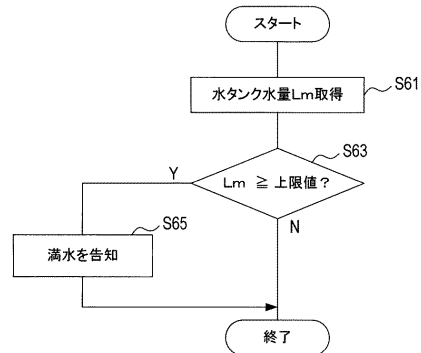 スタート
水タンク水量Lm取得
S61
Lm ≧ 上限値?
S63
Y
N
満水を告知
S65
終了